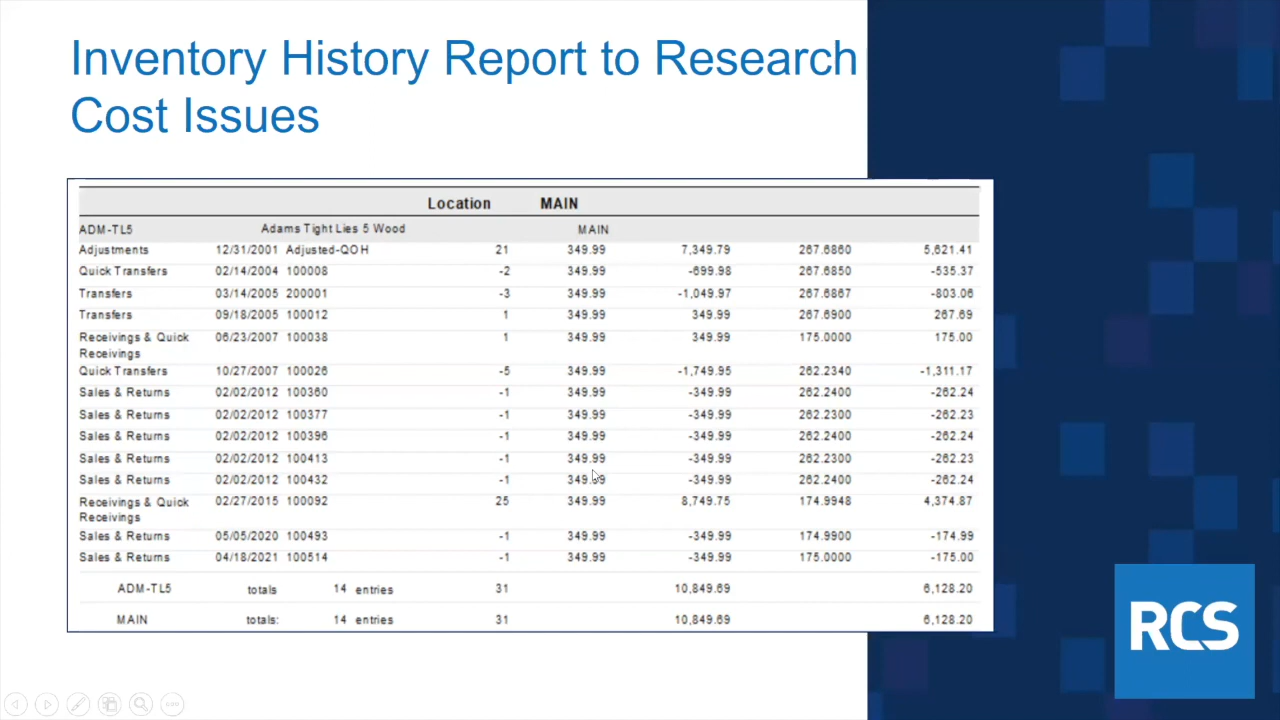 Inventory History Report to Research
Cost Issues
Location MAIN
ADM-TL5 Adams Tight Lies 5 Wood MAIN
Adjustments 12/31/2001 Adjusted-QOH 21 349.99 7,349.79 267.6860 5,621.41
Quick Transfers 02/14/2004 100008 -2 349.99 -699.98 267.6850 -535.37
Transfers 03/14/2005 200001 -3 349.99 -1,049.97 267.6867 -803.06
Transfers 09/18/2005 100012 1 349.99 349.99 267.6900 267.69
Receivings & Quick 06/23/2007 100038 1 349.99 349.99 175.0000 175.00
Receivings
Quick Transfers 10/27/2007 100026 -5 349.99 -1,749.95 262.2340 -1,311.17
Sales & Returns 02/02/2012 100360 -1 349.99 -349.99 262.2400 -262.24
Sales & Returns 02/02/2012 100377 -1 349.99 -349.99 262.2300 -262.23
Sales & Returns 02/02/2012 100396 -1 349.99 -349.99 262.2400 -262.24
Sales & Returns 02/02/2012 100413 -1 349.99 -349.99 262.2300 -262.23
Sales & Returns 02/02/2012 100432 -1 349.99 -349.99 262.2400 -262.24
Receivings & Quick 02/27/2015 100092 25 349.99 8,749.75 174.9948 4,374.87
Receivings
Sales & Returns 05/05/2020 100493 -1 349.99 -349.99 174.9900 -174.99
Sales & Returns 04/18/2021 100514 -1 349.99 -349.99 175.0000 -175.00
ADM-TL5 totals 14 entries 31 10,849.69 6,128.20
MAIN totals: 14 entries 31 10,849.69 6,128.20
RCS